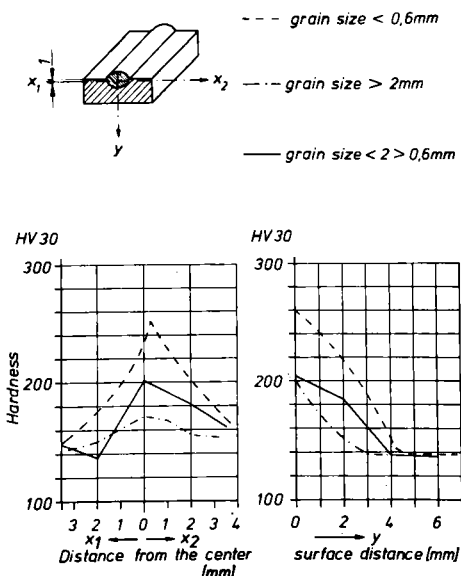 grain size < 0,6mm
1
x1 x2
grain size > 2mm
y
grain size < 2 > 0,6mm
HV 30
300
200
100
Hardness
3 2 1 0 1 2 3 4
x1 x2
Distance from the center
[mm]
HV 30
300
200
100
0 2 4 6
y
surface distance [mm]